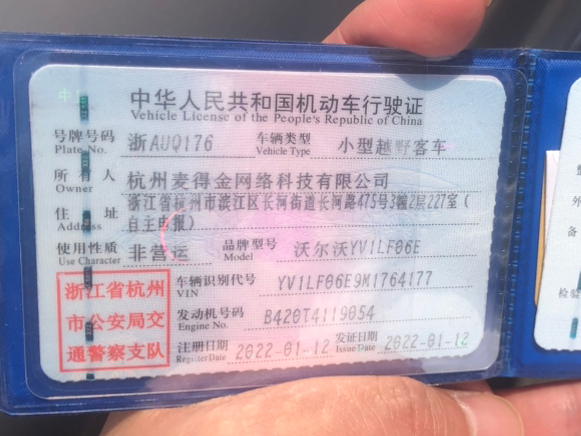 中华人民共和国机动车行驶证
Vehicle License of the People's Republic of China
号牌号码 浙AUQ176 车辆类型 小型越野客车
Plate No. Vehicle Type
所有人 杭州麦得金网络科技有限公司
Owner
住址 浙江省杭州市滨江区长河街道长河路475号3幢2层227室（
Address 自主申报）
使用性质 非营运 品牌型号 沃尔沃YV1LF06E
Use Character Model
浙江省杭州
市公安局交
通警察支队
车辆识别代号 YV1LF06E9M1764177
VIN
发动机号码 B420T4119054
Engine No.
注册日期 2022-01-12 发证日期 2022-01-12
Register Date Issue Date
外
备
检验